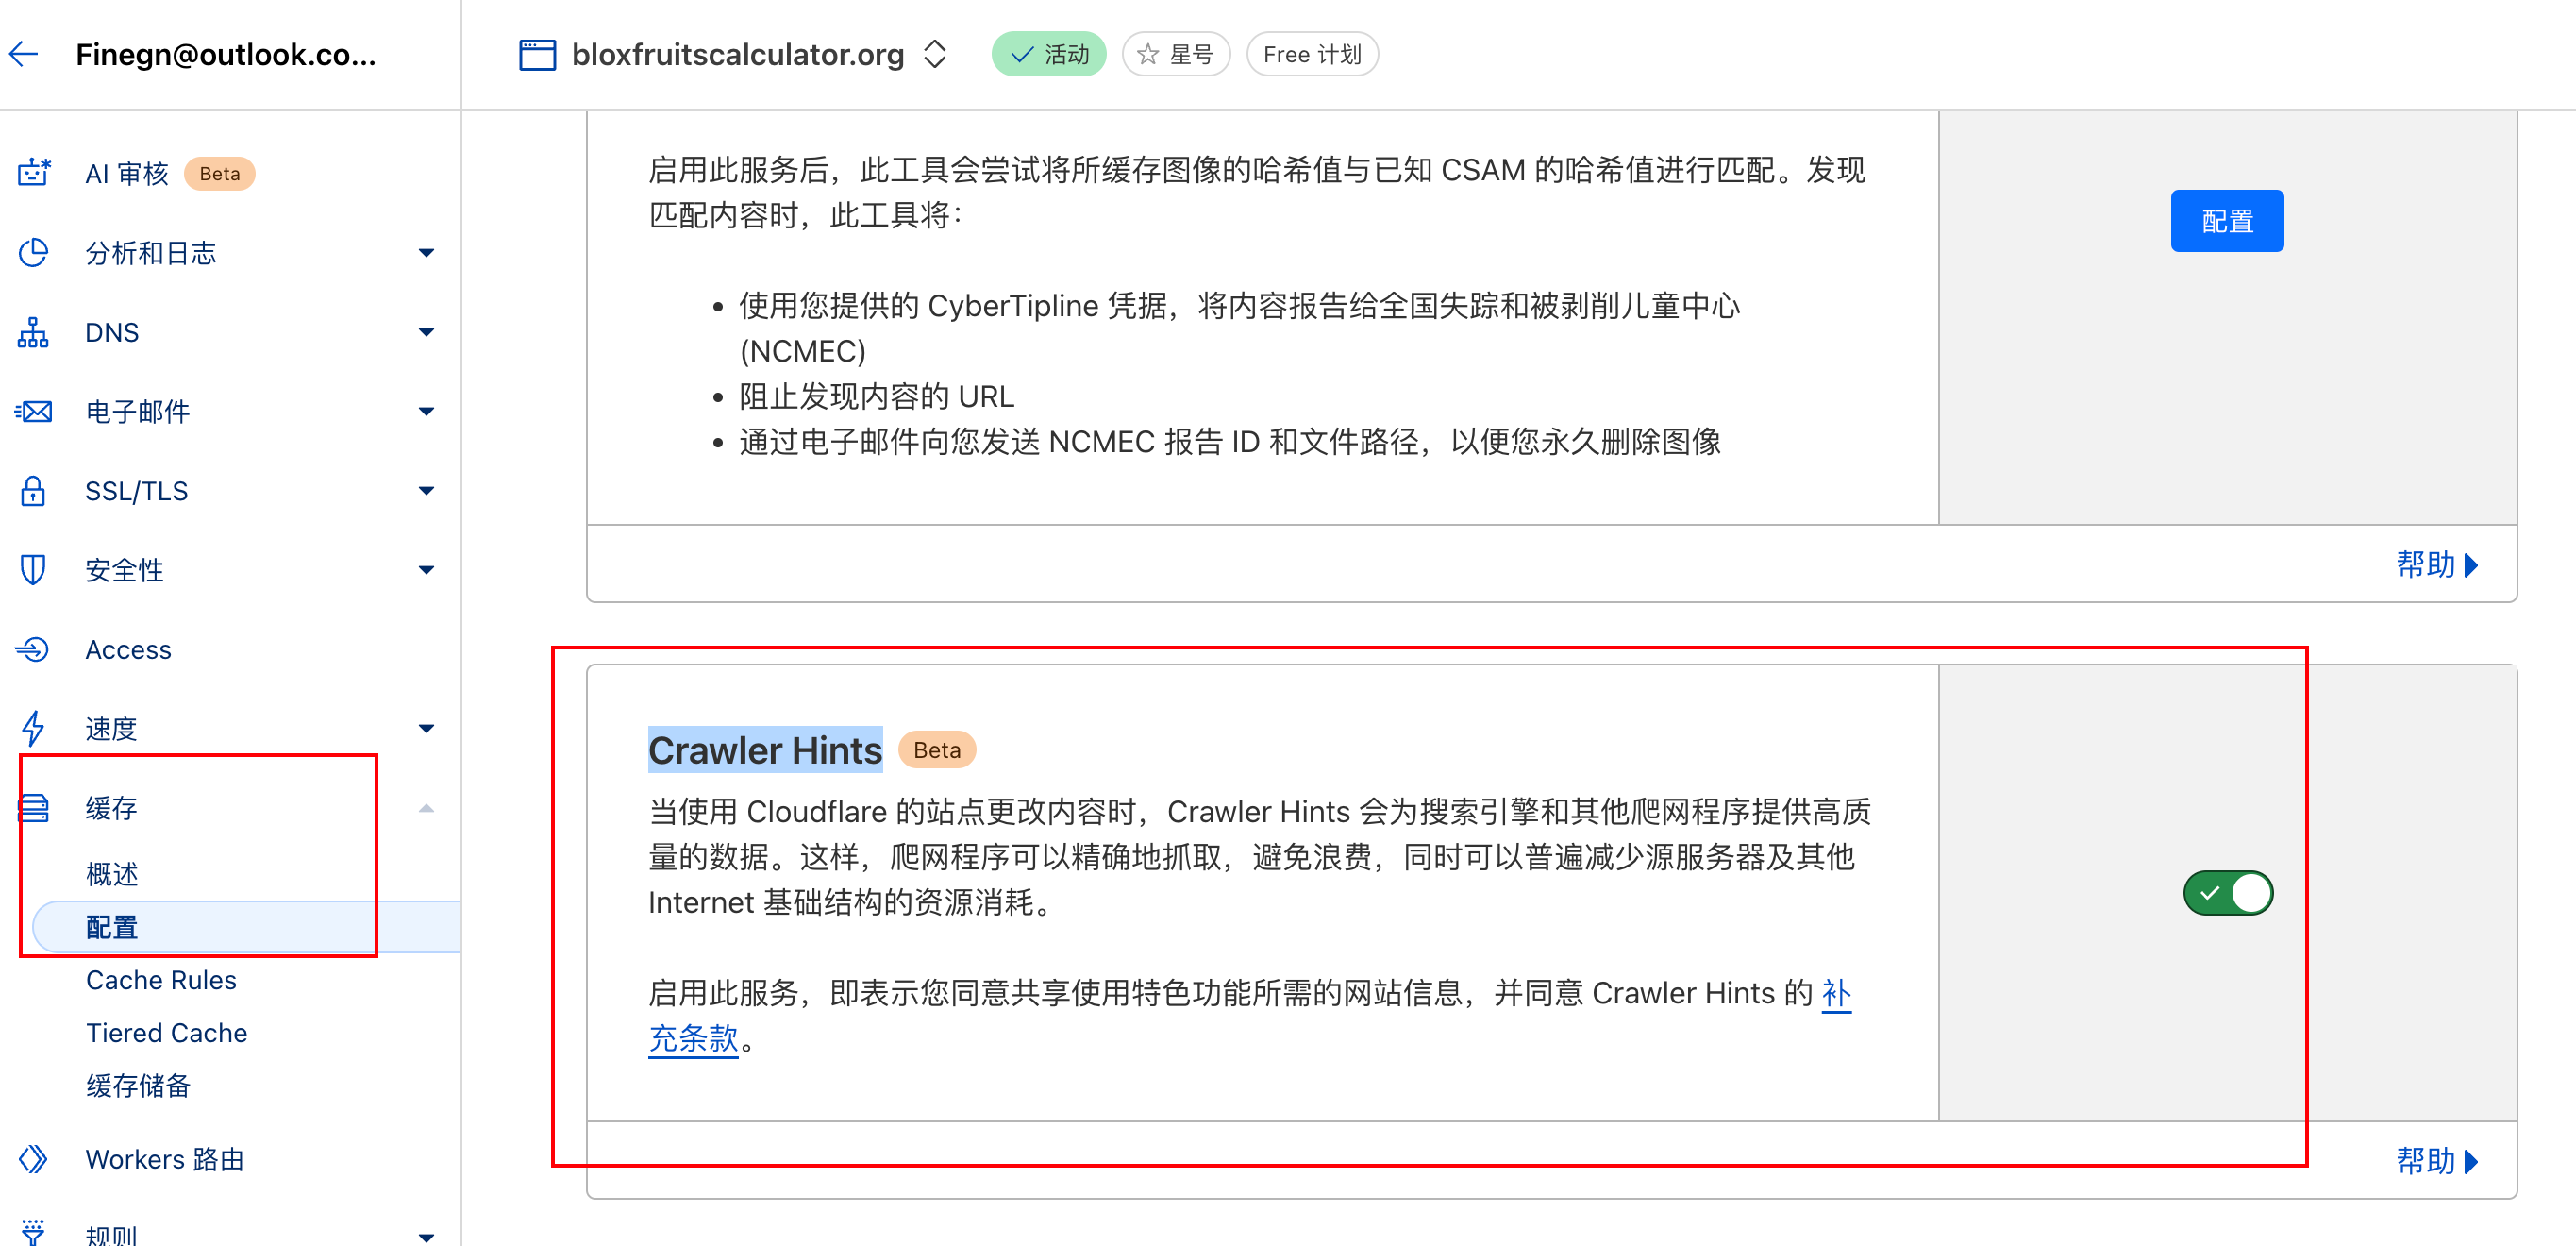 Finegn@outlook.co...
bloxfruitscalculator.org
活动
星号
Free 计划
AI 审核 Beta
分析和日志
DNS
电子邮件
SSL/TLS
安全性
Access
速度
缓存
概述
配置
Cache Rules
Tiered Cache
缓存储备
Workers 路由
规则
启用此服务后，此工具会尝试将所缓存图像的哈希值与已知 CSAM 的哈希值进行匹配。发现
匹配内容时，此工具将：
• 使用您提供的 CyberTipline 凭据，将内容报告给全国失踪和被剥削儿童中心
(NCMEC)
• 阻止发现内容的 URL
• 通过电子邮件向您发送 NCMEC 报告 ID 和文件路径，以便您永久删除图像
配置
帮助
Crawler Hints Beta
当使用 Cloudflare 的站点更改内容时，Crawler Hints 会为搜索引擎和其他爬网程序提供高质
量的数据。这样，爬网程序可以精确地抓取，避免浪费，同时可以普遍减少源服务器及其他
Internet 基础结构的资源消耗。
启用此服务，即表示您同意共享使用特色功能所需的网站信息，并同意 Crawler Hints 的 补
充条款。
帮助